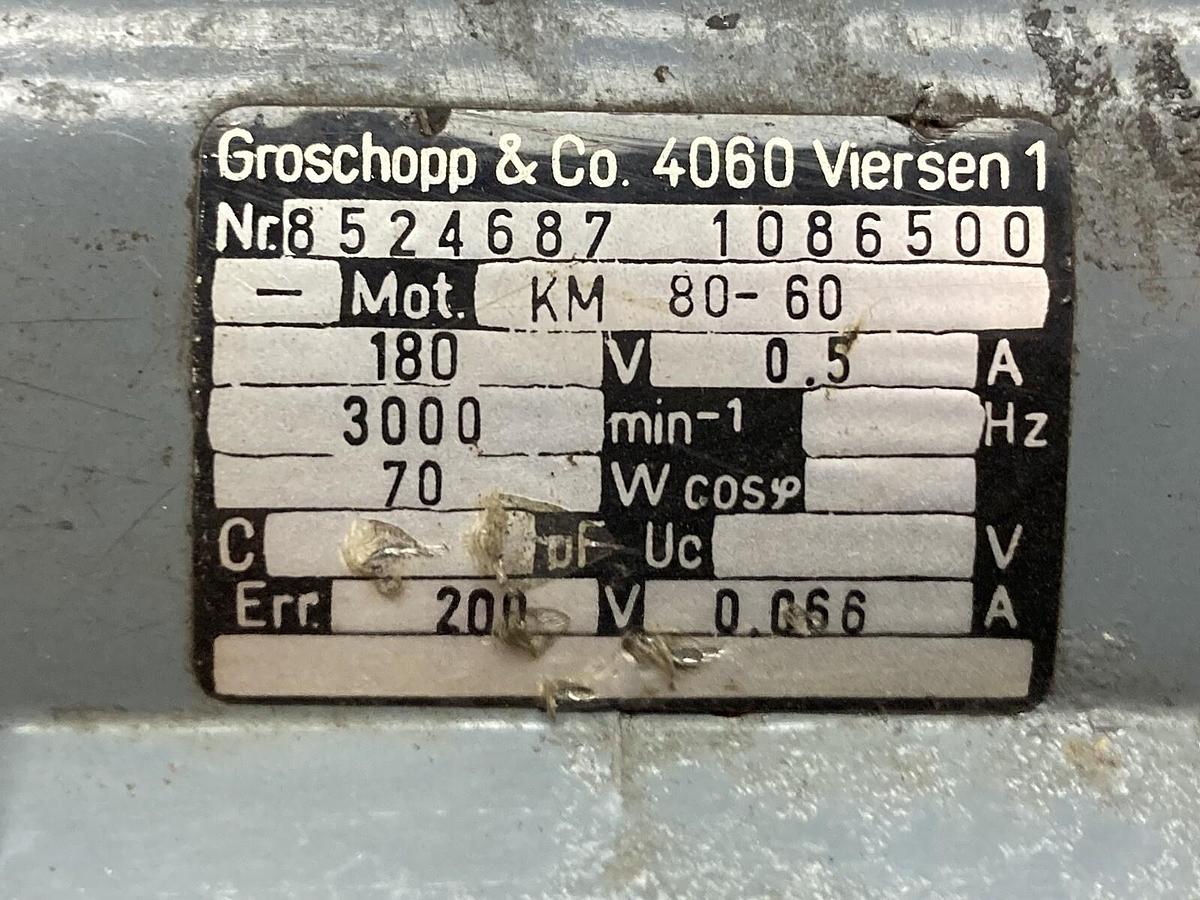 Groschopp & Co. 4060 Viersen 1
Nr. 8524687 1086500
– Mot. KM 80-60
180 V 0.5 A
3000 min-1 Hz
70 W cosφ
C µF Uc V
Err. 200 V 0.066 A